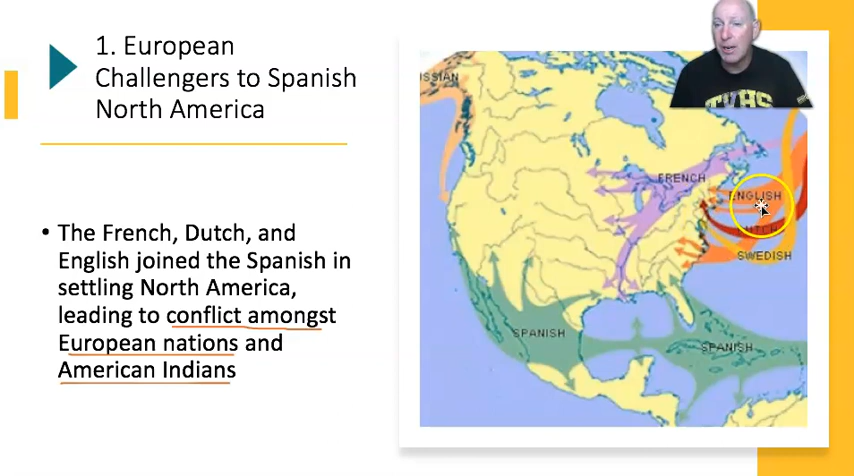 1. European
Challengers to Spanish
North America
• The French, Dutch, and
English joined the Spanish in
settling North America,
leading to conflict amongst
European nations and
American Indians
SSIAN
FRENCH
ENGLISH
DUTCH
SWEDISH
SPANISH
SPANISH